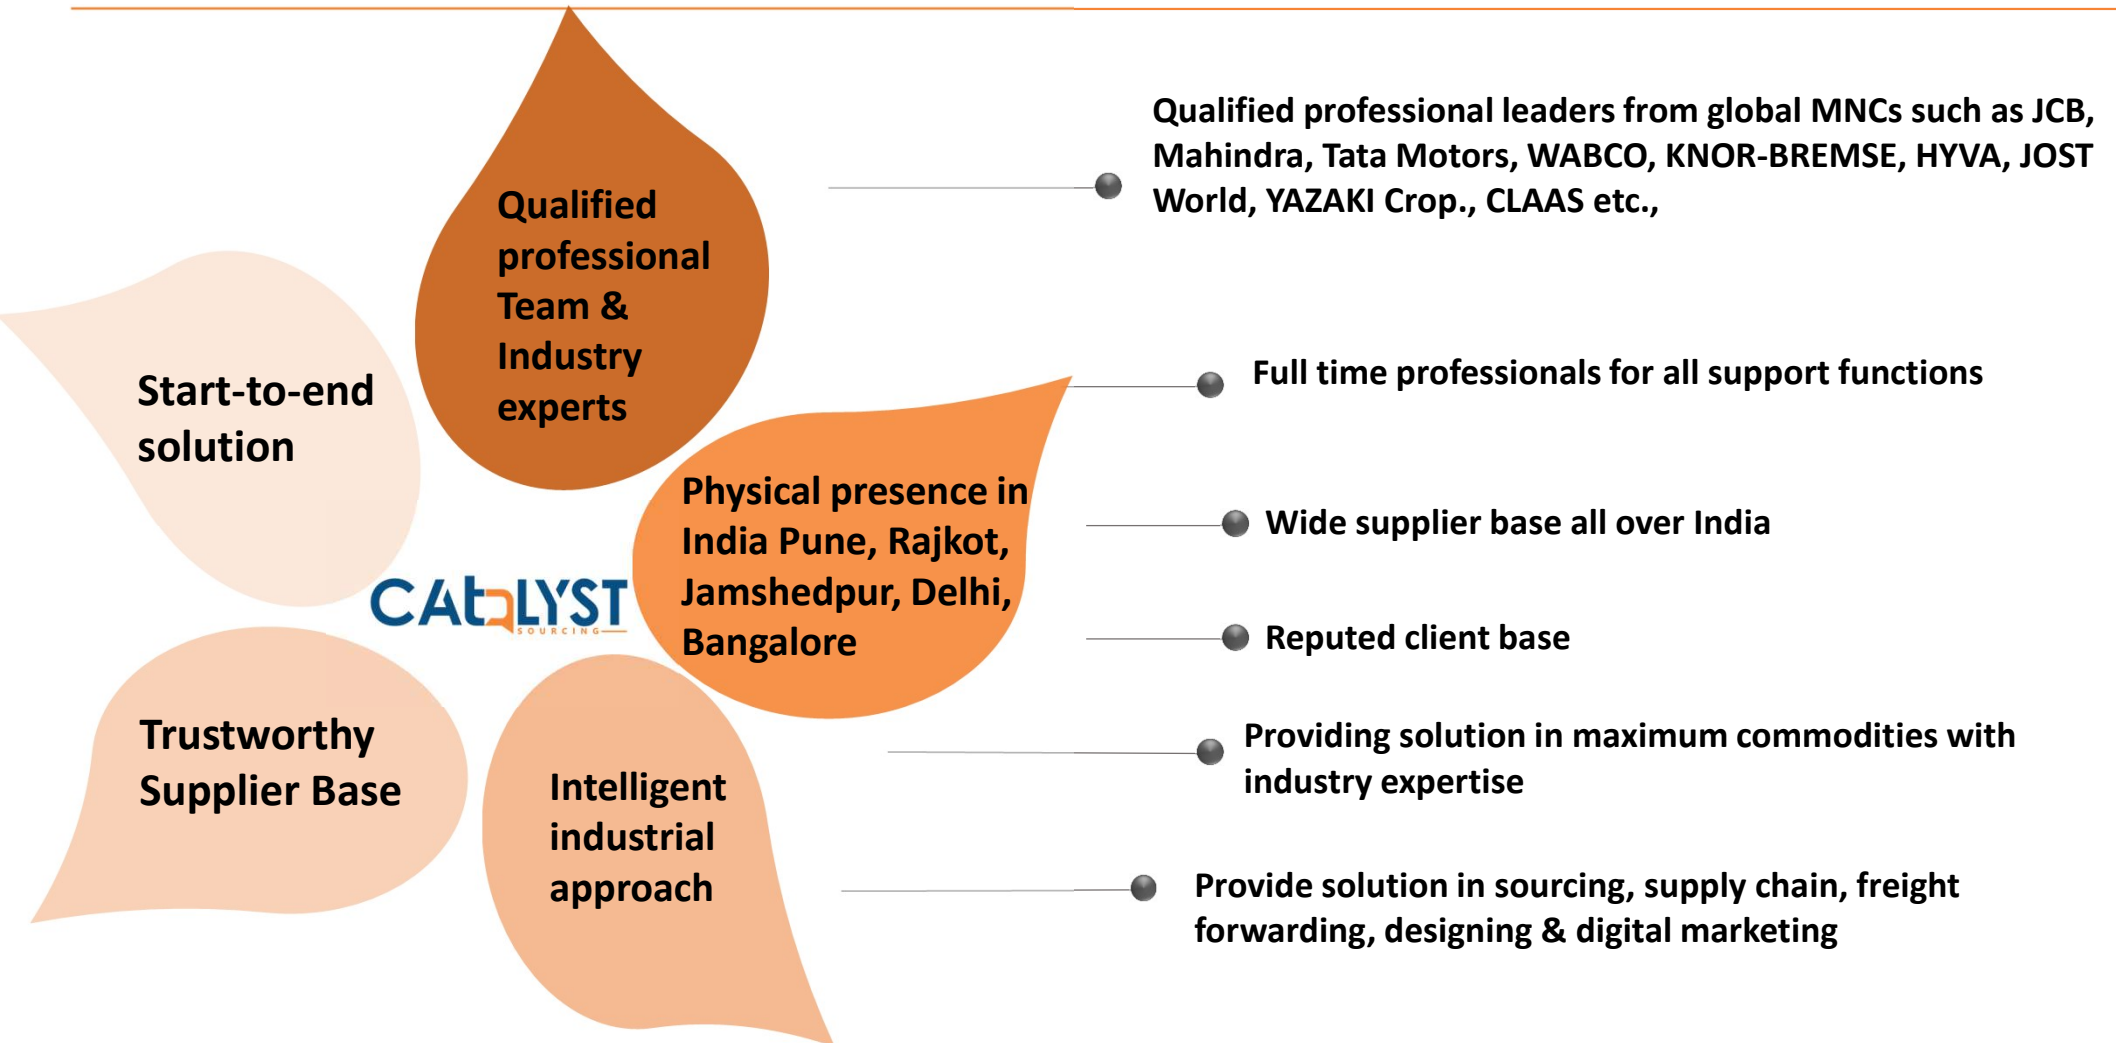 Qualified
professional
Team &
Industry
experts
Start-to-end
solution
Physical presence in
India Pune, Rajkot,
Jamshedpur, Delhi,
Bangalore
CATALYST
SOURCING
Trustworthy
Supplier Base
Intelligent
industrial
approach
Qualified professional leaders from global MNCs such as JCB,
Mahindra, Tata Motors, WABCO, KNOR-BREMSE, HYVA, JOST
World, YAZAKI Crop., CLAAS etc.,
Full time professionals for all support functions
Wide supplier base all over India
Reputed client base
Providing solution in maximum commodities with
industry expertise
Provide solution in sourcing, supply chain, freight
forwarding, designing & digital marketing